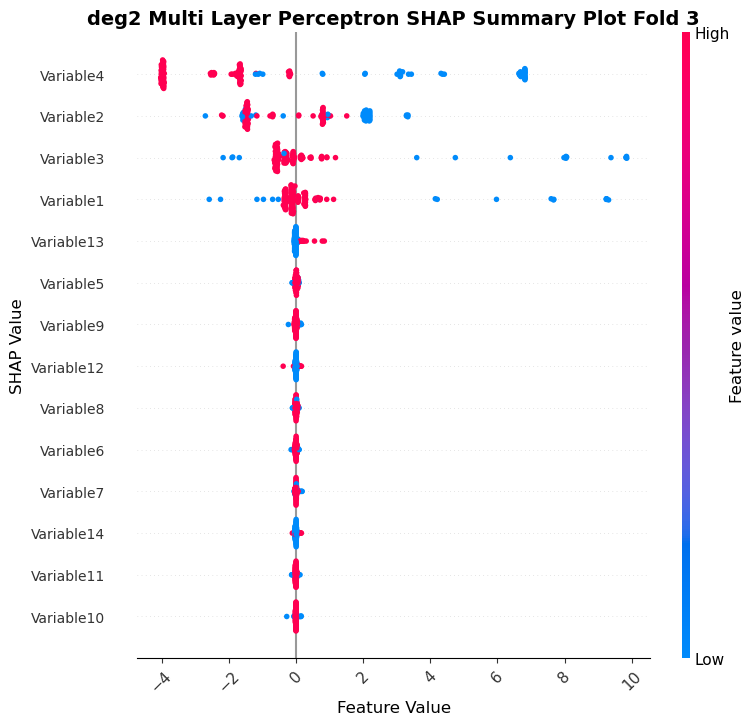 deg2 Multi Layer Perceptron SHAP Summary Plot Fold 3
High
Variable4
Variable2
Variable3
Variable1
Variable13
Variable5
Variable9
Variable12
Variable8
Variable6
Variable7
Variable14
Variable11
Variable10
SHAP Value
Feature value
Low
−4
−2
0
2
4
6
8
10
Feature Value